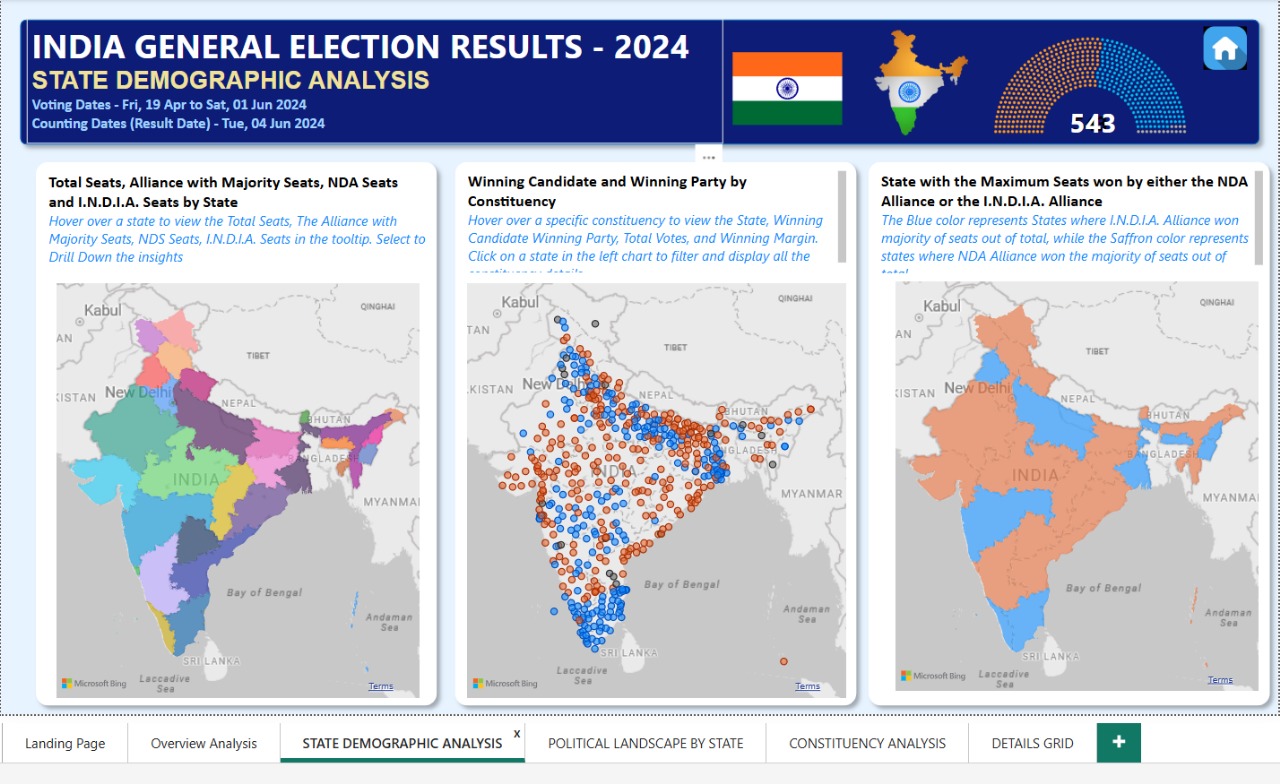 INDIA GENERAL ELECTION RESULTS - 2024
STATE DEMOGRAPHIC ANALYSIS
Voting Dates - Fri, 19 Apr to Sat, 01 Jun 2024
Counting Dates (Result Date) - Tue, 04 Jun 2024
543
Total Seats, Alliance with Majority Seats, NDA Seats
and I.N.D.I.A. Seats by State
Hover over a state to view the Total Seats, The Alliance with
Majority Seats, NDS Seats, I.N.D.I.A. Seats in the tooltip. Select to
Drill Down the insights
Kabul
QINGHAI
AN
TIBET
KISTAN
New Delhi
NEPAL
BHUTAN
BANGLADESH
INDIA
MYANMAR
Bay of Bengal
Andaman
Sea
SRI LANKA
Laccadive
Sea
Microsoft Bing
Terms
Winning Candidate and Winning Party by
Constituency
Hover over a specific constituency to view the State, Winning
Candidate Winning Party, Total Votes, and Winning Margin.
Click on a state in the left chart to filter and display all the
constituency details
Kabul
QINGHAI
TAN
TIBET
KISTAN
New Delhi
NEPAL
BHUTAN
MYANMAR
Bay of Bengal
Andaman
Sea
SRI LANKA
Laccadive
Sea
Microsoft Bing
Terms
State with the Maximum Seats won by either the NDA
Alliance or the I.N.D.I.A. Alliance
The Blue color represents States where I.N.D.I.A. Alliance won
majority of seats out of total, while the Saffron color represents
states where NDA Alliance won the majority of seats out of
total
Kabul
QINGHAI
AN
TIBET
KISTAN
New Delhi
NEPAL
BHUTAN
BANGLADESH
INDIA
MYANMA
Bay of Bengal
Andaman
Sea
SRI LANKA
Laccadive
Sea
Microsoft Bing
Terms
Landing Page
Overview Analysis
STATE DEMOGRAPHIC ANALYSIS
x
POLITICAL LANDSCAPE BY STATE
CONSTITUENCY ANALYSIS
DETAILS GRID
+